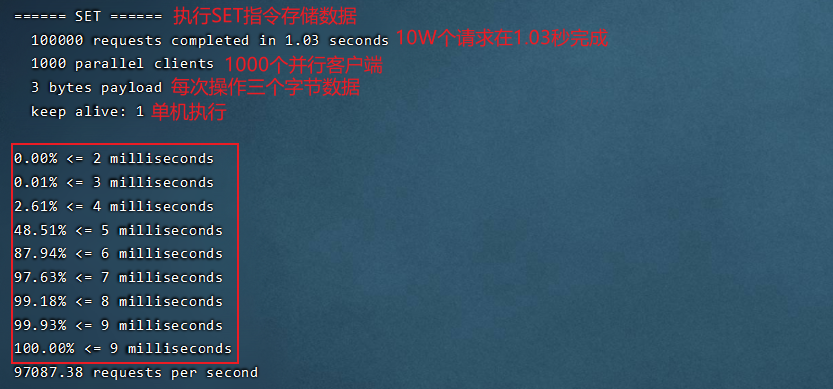 ====== SET ====== 执行SET指令存储数据
100000 requests completed in 1.03 seconds 10W个请求在1.03秒完成
1000 parallel clients 1000个并行客户端
3 bytes payload 每次操作三个字节数据
keep alive: 1 单机执行
0.00% <= 2 milliseconds
0.01% <= 3 milliseconds
2.61% <= 4 milliseconds
48.51% <= 5 milliseconds
87.94% <= 6 milliseconds
97.63% <= 7 milliseconds
99.18% <= 8 milliseconds
99.93% <= 9 milliseconds
100.00% <= 9 milliseconds
97087.38 requests per second